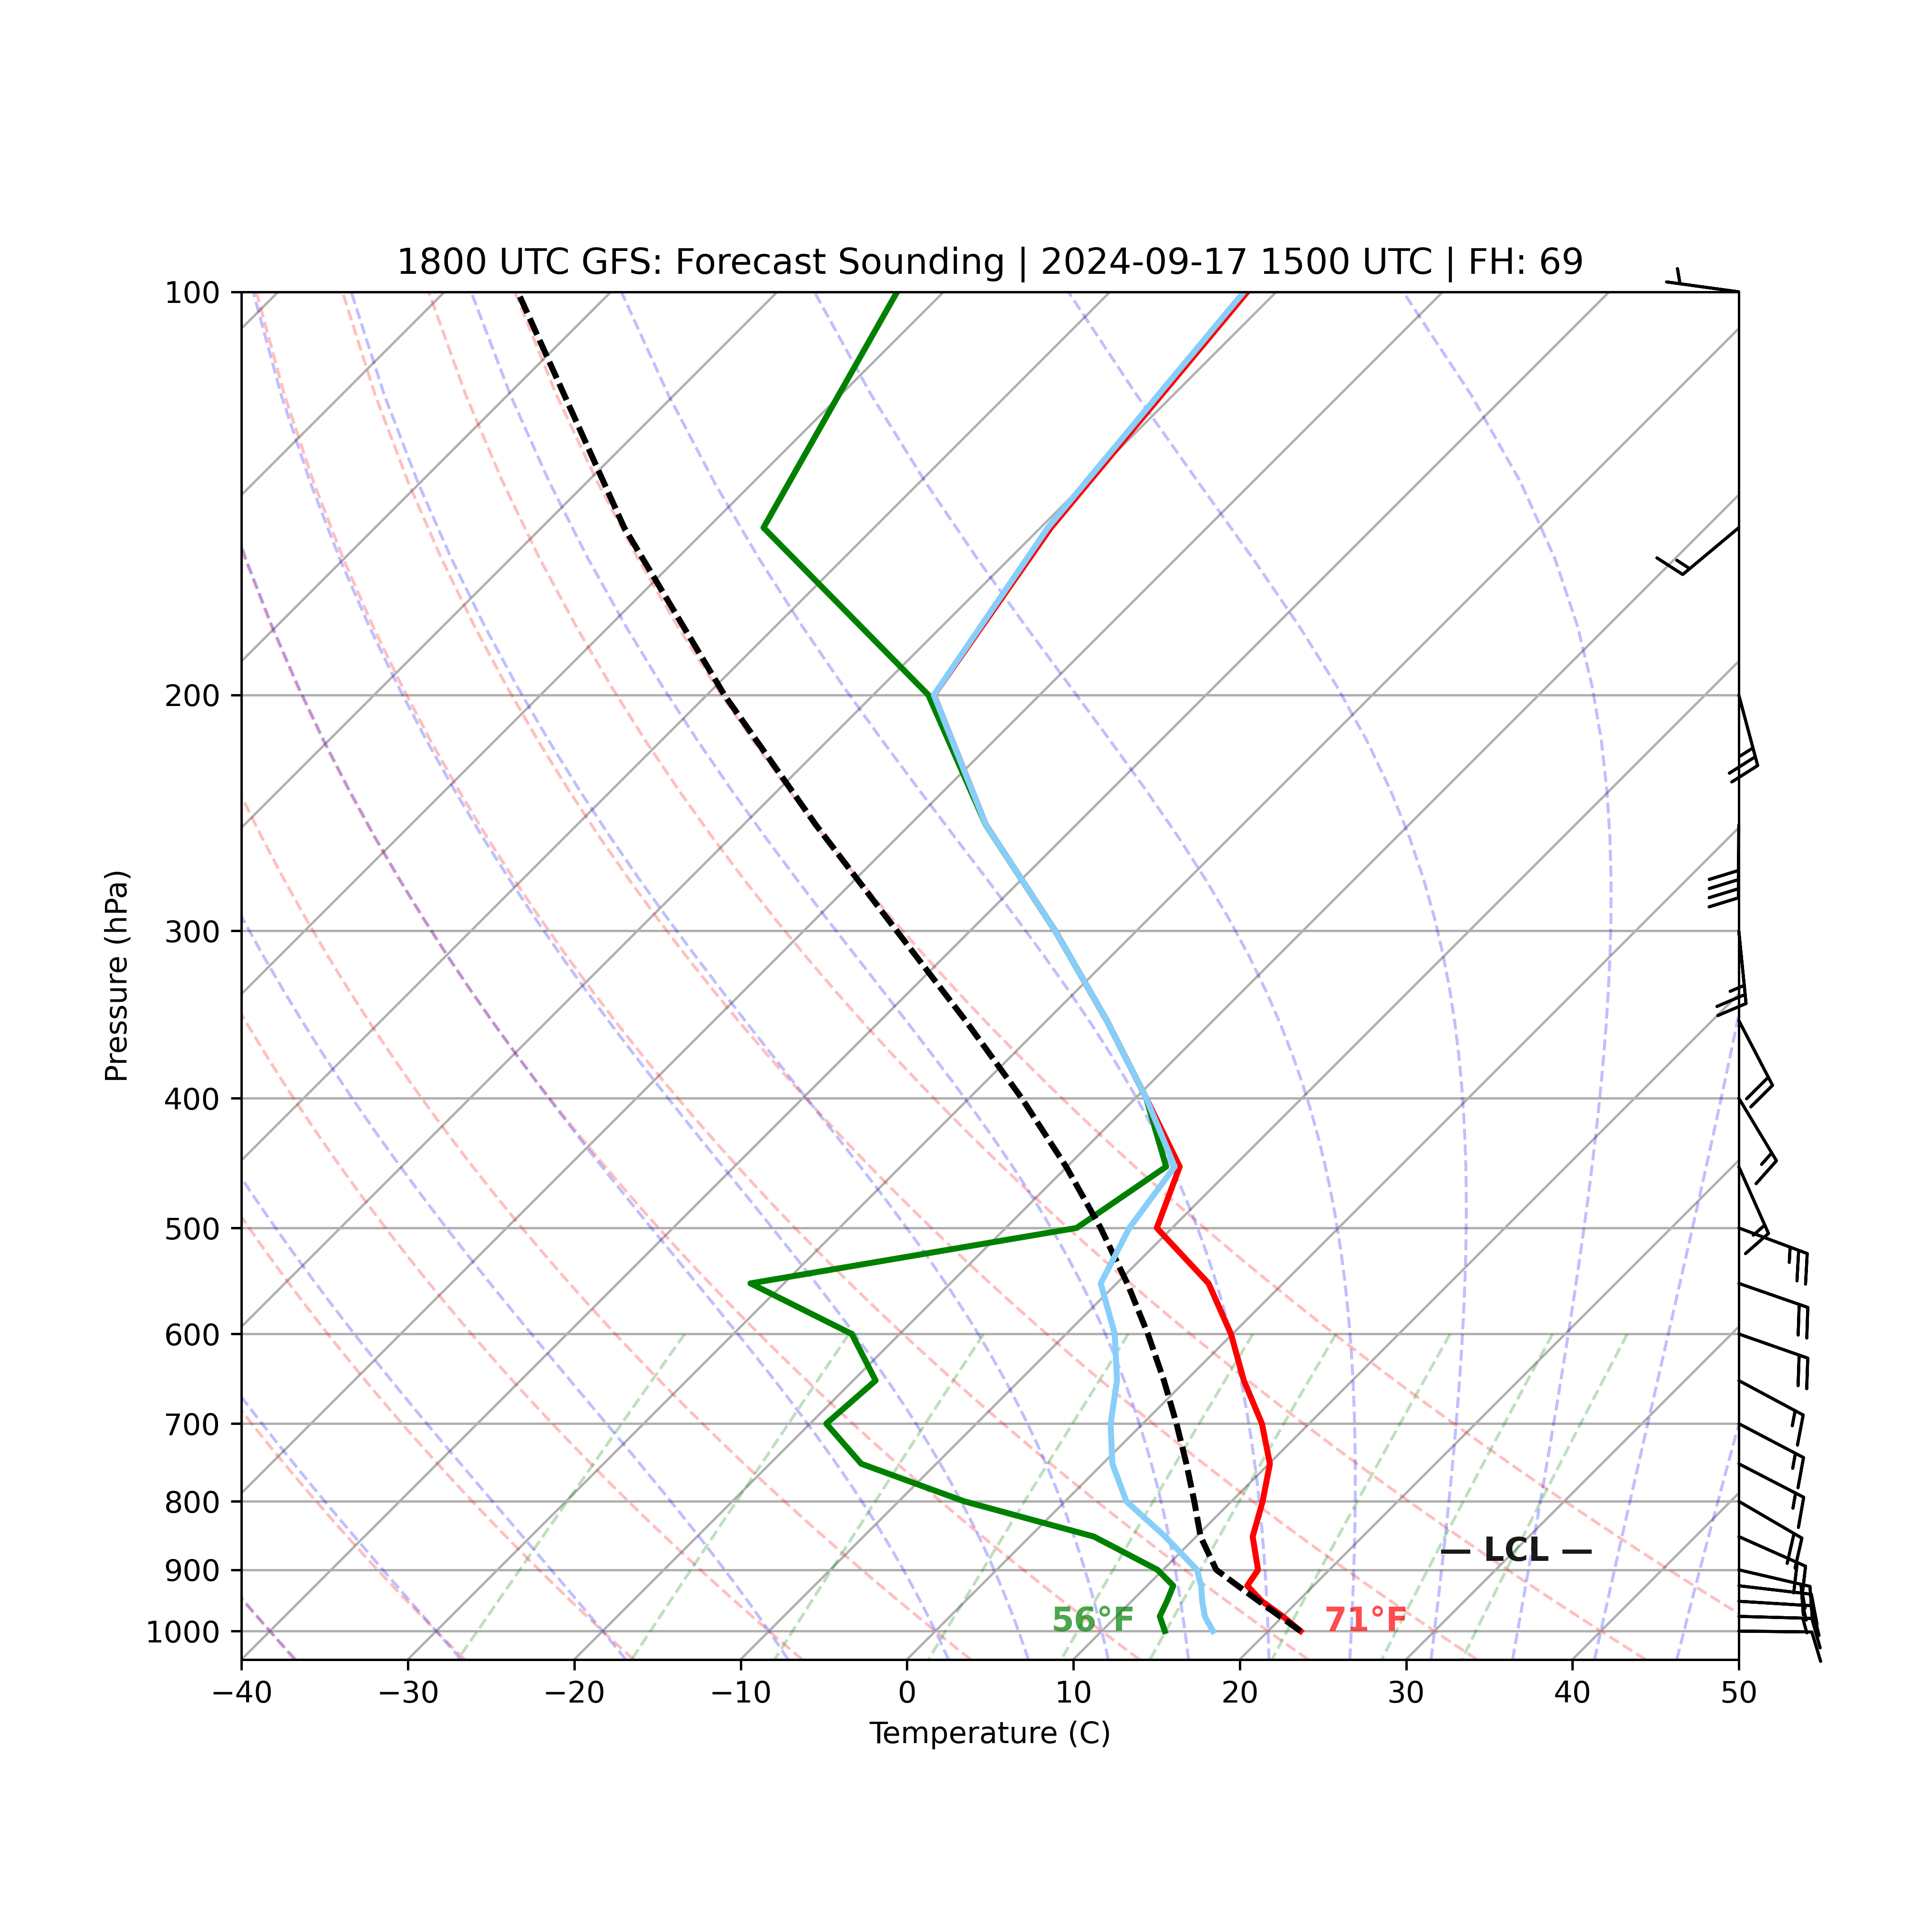 1800 UTC GFS: Forecast Sounding | 2024-09-17 1500 UTC | FH: 69
100
200
300
400
500
600
700
800
900
1000
Pressure (hPa)
— LCL —
56°F
71°F
−40 −30 −20 −10 0 10 20 30 40 50
Temperature (C)